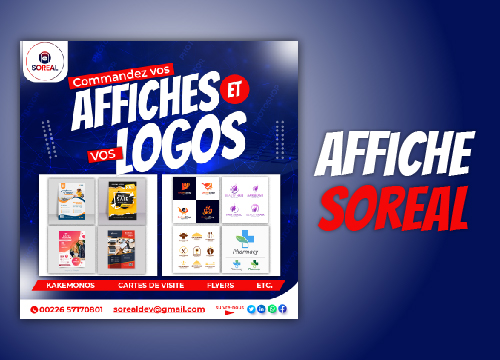 SOREAL
Commandez vos
AFFICHES ET
VOS LOGOS
Pharmacy
KAKEMONOS CARTES DE VISITE FLYERS ETC.
00226 57170801 sorealdev@gmail.com
AFFICHE
SOREAL